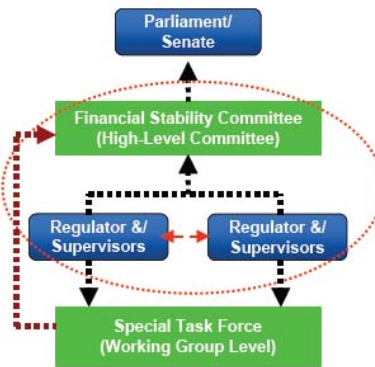 Parliament/
Senate
Financial Stability Committee
(High-Level Committee)
Regulator &/
Supervisors
Regulator &/
Supervisors
Special Task Force
(Working Group Level)